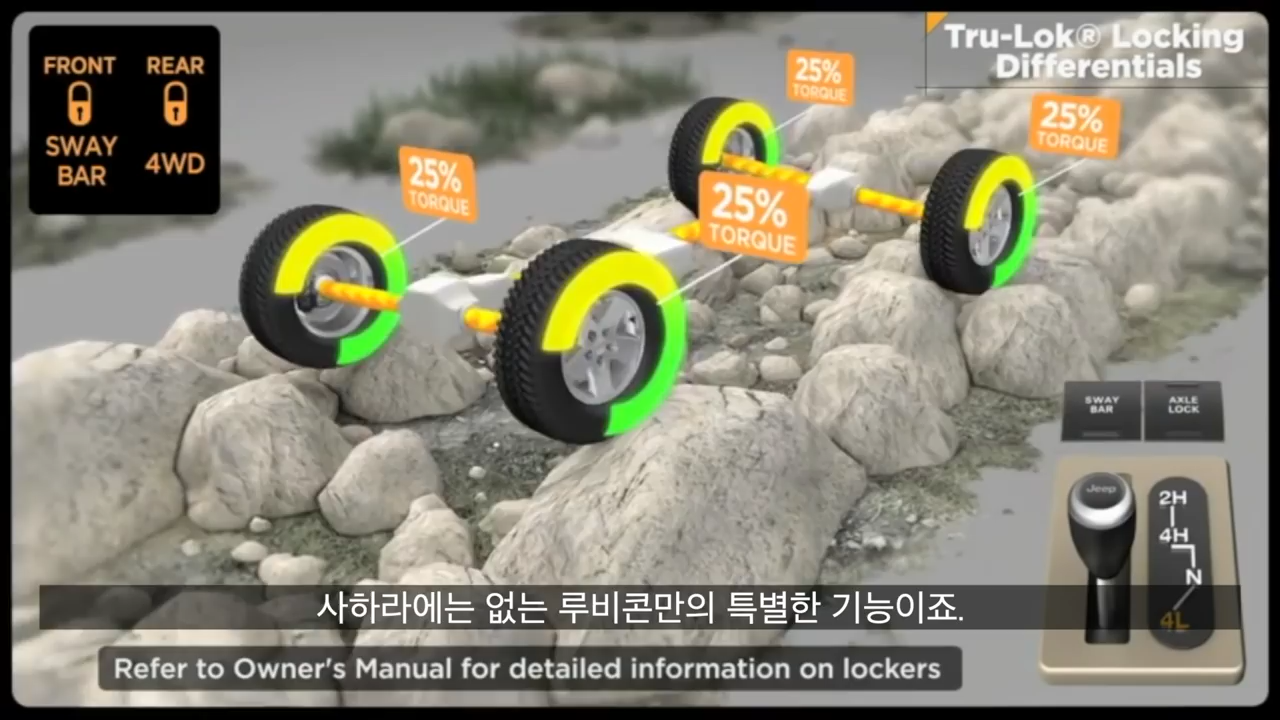 FRONT REAR
SWAY
BAR
4WD
Tru-Lok® Locking
Differentials
25%
TORQUE
25%
TORQUE
25%
TORQUE
25%
TORQUE
SWAY
BAR
AXLE
LOCK
Jeep
2H
4H
N
4L
사하라에는 없는 루비콘만의 특별한 기능이죠.
Refer to Owner's Manual for detailed information on lockers